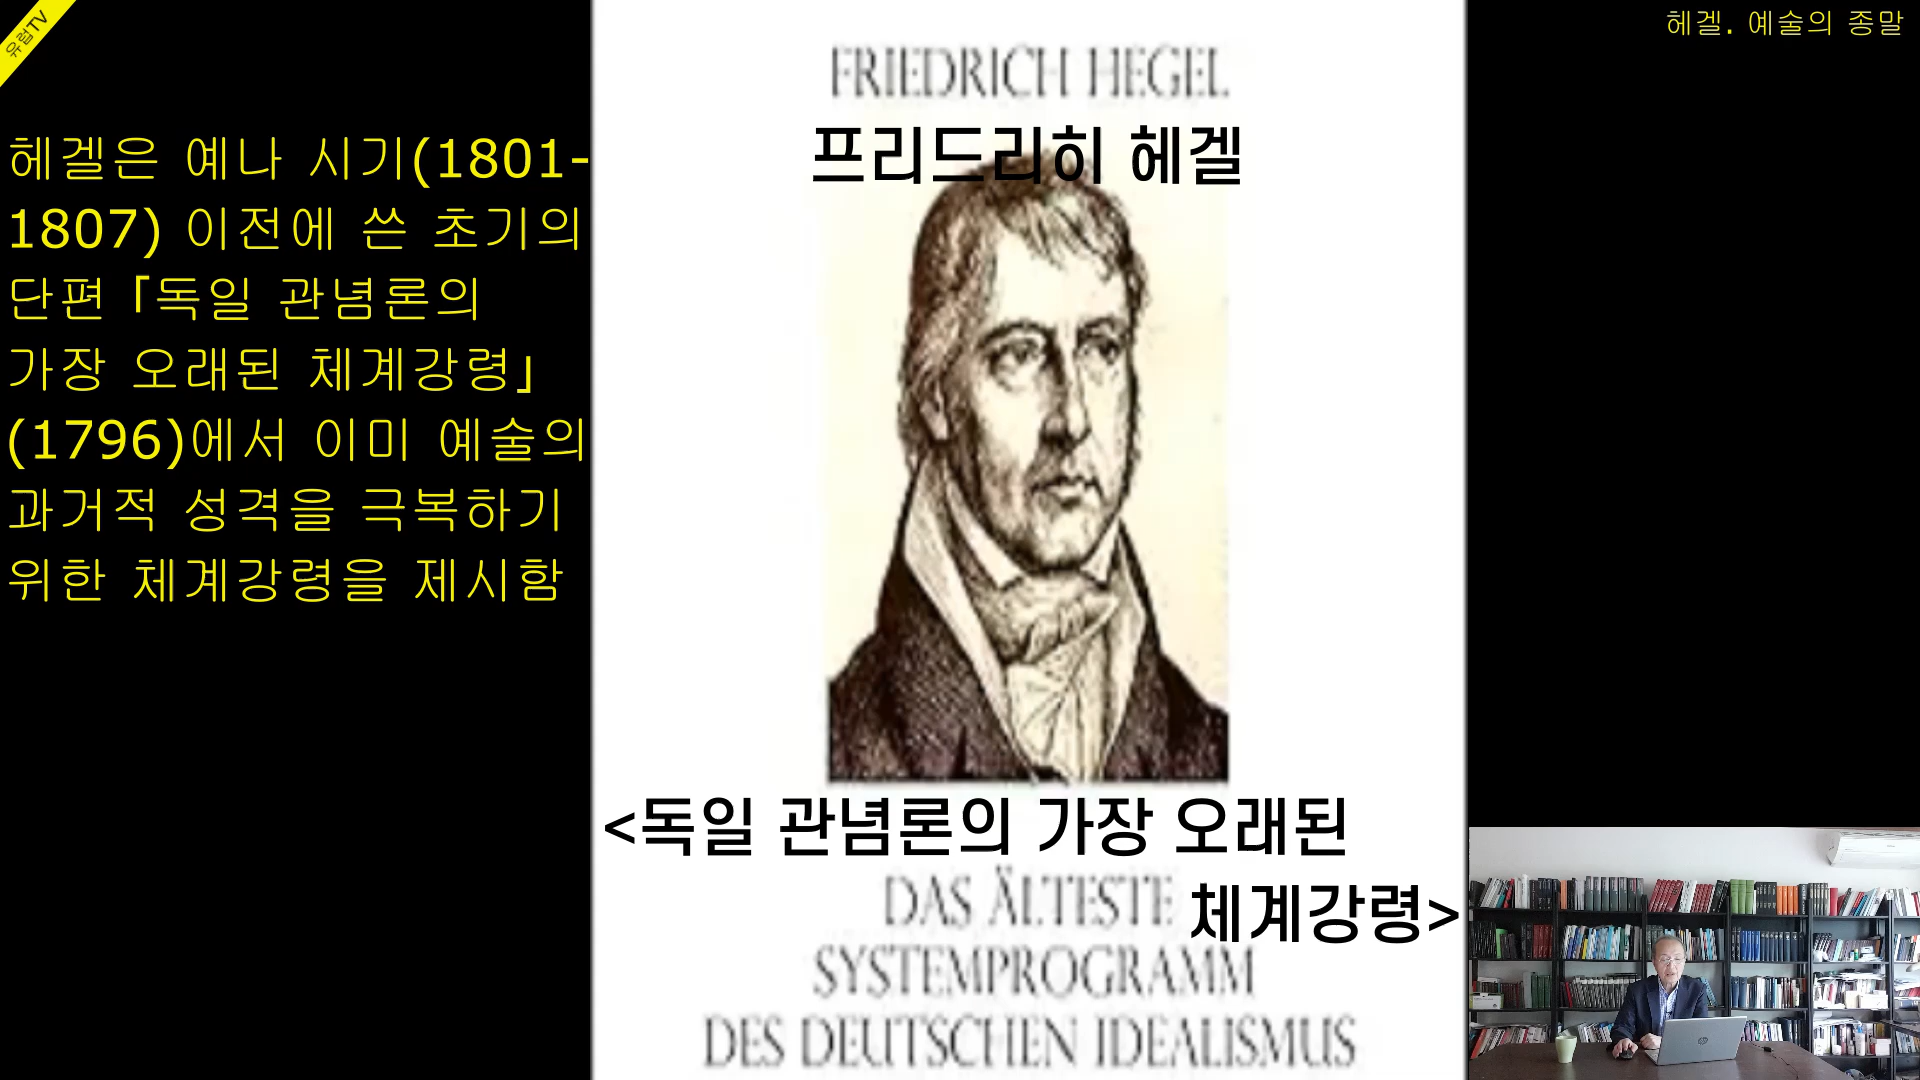 유럽TV
헤겔. 예술의 종말
헤겔은 예나 시기(1801-
1807) 이전에 쓴 초기의
단편 ｢독일 관념론의
가장 오래된 체계강령｣
(1796)에서 이미 예술의
과거적 성격을 극복하기
위한 체계강령을 제시함
FRIEDRICH HEGEL
프리드리히 헤겔
<독일 관념론의 가장 오래된
체계강령>
DAS ÄLTESTE
SYSTEMPROGRAMM
DES DEUTSCHEN IDEALISMUS
hp